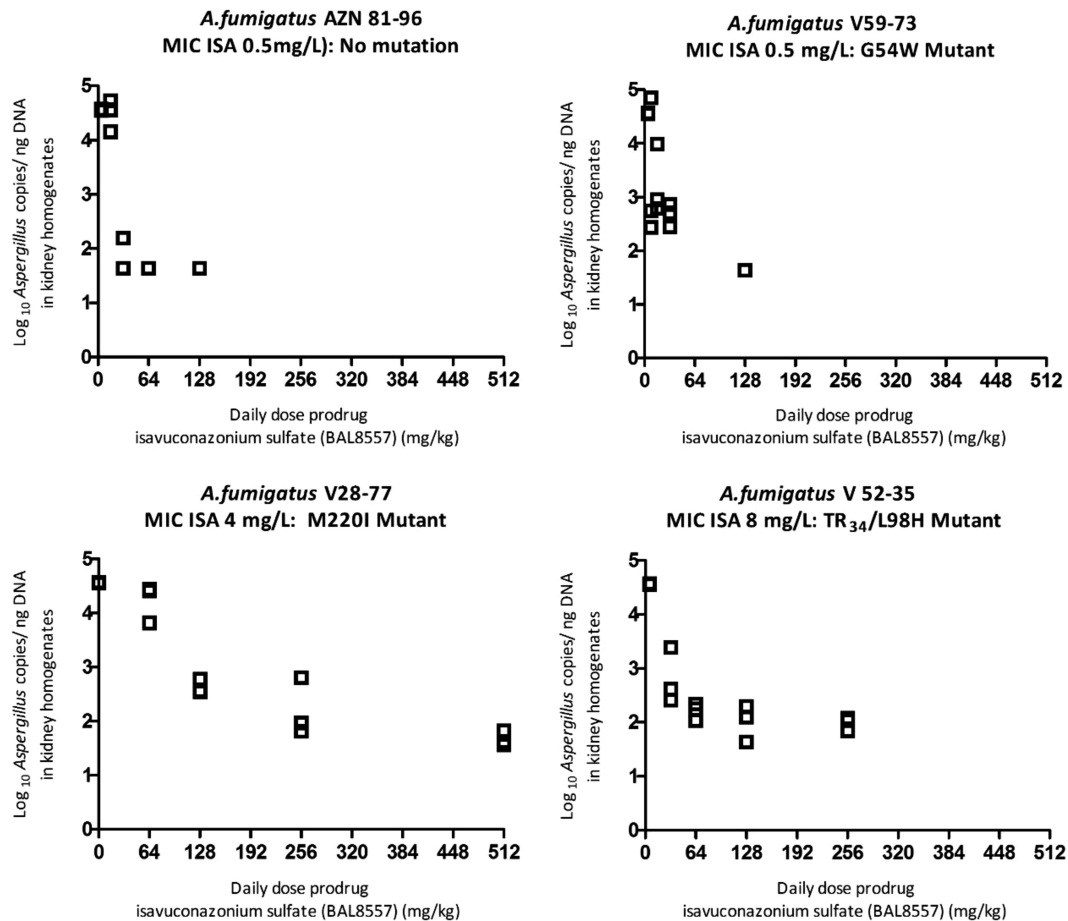 A.fumigatus AZN 81-96
MIC ISA 0.5mg/L): No mutation
Log 10 Aspergillus copies/ ng DNA
in kidney homogenates
5
4
3
2
1
0
0 64 128 192 256 320 384 448 512
Daily dose prodrug
isavuconazonium sulfate (BAL8557) (mg/kg)
A.fumigatus V59-73
MIC ISA 0.5 mg/L: G54W Mutant
Log 10 Aspergillus copies/ ng DNA
in kidney homogenates
5
4
3
2
1
0
0 64 128 192 256 320 384 448 512
Daily dose prodrug
isavuconazonium sulfate (BAL8557) (mg/kg)
A.fumigatus V28-77
MIC ISA 4 mg/L: M220I Mutant
Log 10 Aspergillus copies/ ng DNA
in kidney homogenates
5
4
3
2
1
0
0 64 128 192 256 320 384 448 512
Daily dose prodrug
isavuconazonium sulfate (BAL8557) (mg/kg)
A.fumigatus V 52-35
MIC ISA 8 mg/L: TR34/L98H Mutant
Log 10 Aspergillus copies/ ng DNA
in kidney homogenates
5
4
3
2
1
0
0 64 128 192 256 320 384 448 512
Daily dose prodrug
isavuconazonium sulfate (BAL8557) (mg/kg)